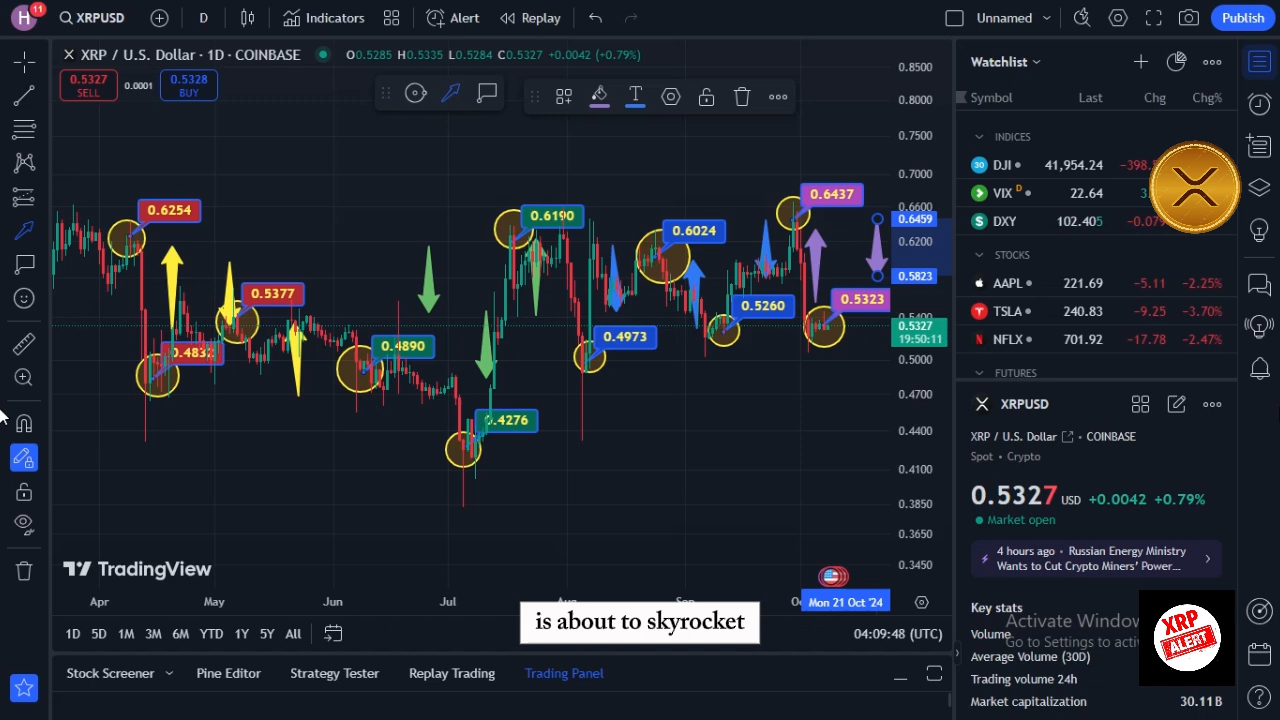 H
11
XRPUSD
D
Indicators
Alert
Replay
Unnamed
Publish
XRP / U.S. Dollar · 1D · COINBASE
O0.5285 H0.5335 L0.5284 C0.5327 +0.0042 (+0.79%)
0.5327
SELL
0.0001
0.5328
BUY
T
0.6254
0.4832
0.5377
0.4890
0.4276
0.6190
0.4973
0.6024
0.5260
0.6437
0.5323
0.8500
0.8000
0.7500
0.7000
0.6600
0.6459
0.6200
0.5823
0.5400
0.5327
19:50:11
0.5000
0.4700
0.4400
0.4100
0.3850
0.3650
0.3450
TradingView
Apr
May
Jun
Jul
Aug
Sep
Mon 21 Oct '24
1D 5D 1M 3M 6M YTD 1Y 5Y All
is about to skyrocket
04:09:48 (UTC)
Stock Screener
Pine Editor
Strategy Tester
Replay Trading
Trading Panel
Watchlist
Symbol Last Chg Chg%
INDICES
DJI 41,954.24 −398.
VIX D 22.64 3
DXY 102.405 −0.079
STOCKS
AAPL 221.69 −5.11 −2.25%
TSLA 240.83 −9.25 −3.70%
NFLX 701.92 −17.78 −2.47%
FUTURES
XRPUSD
XRP / U.S. Dollar · COINBASE
Spot · Crypto
0.5327 USD +0.0042 +0.79%
Market open
4 hours ago · Russian Energy Ministry
Wants to Cut Crypto Miners' Power...
Key stats
Activate Window
Go to Settings to activ
Volume
Average Volume (30D)
Trading volume 24h
Market capitalization 30.11B
XRP
ALERT